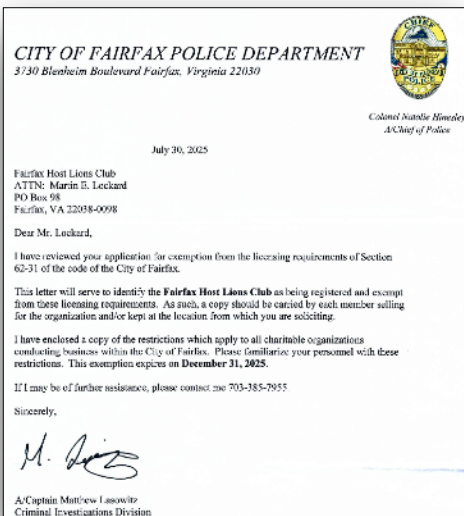 CITY OF FAIRFAX POLICE DEPARTMENT
3730 Blenheim Boulevard Fairfax, Virginia 22030
CHIEF
POLICE
Colonel Natalie Hinesley
A/Chief of Police
July 30, 2025
Fairfax Host Lions Club
ATTN: Martin E. Lockard
PO Box 98
Fairfax, VA 22038-0098
Dear Mr. Lockard,
I have reviewed your application for exemption from the licensing requirements of Section
62-31 of the code of the City of Fairfax.
This letter will serve to identify the Fairfax Host Lions Club as being registered and exempt
from these licensing requirements. As such, a copy should be carried by each member selling
for the organization and/or kept at the location from which you are soliciting.
I have enclosed a copy of the restrictions which apply to all charitable organizations
conducting business within the City of Fairfax. Please familiarize your personnel with these
restrictions. This exemption expires on December 31, 2025.
If I may be of further assistance, please contact me 703-385-7955
Sincerely,
A/Captain Matthew Lasowitz
Criminal Investigations Division